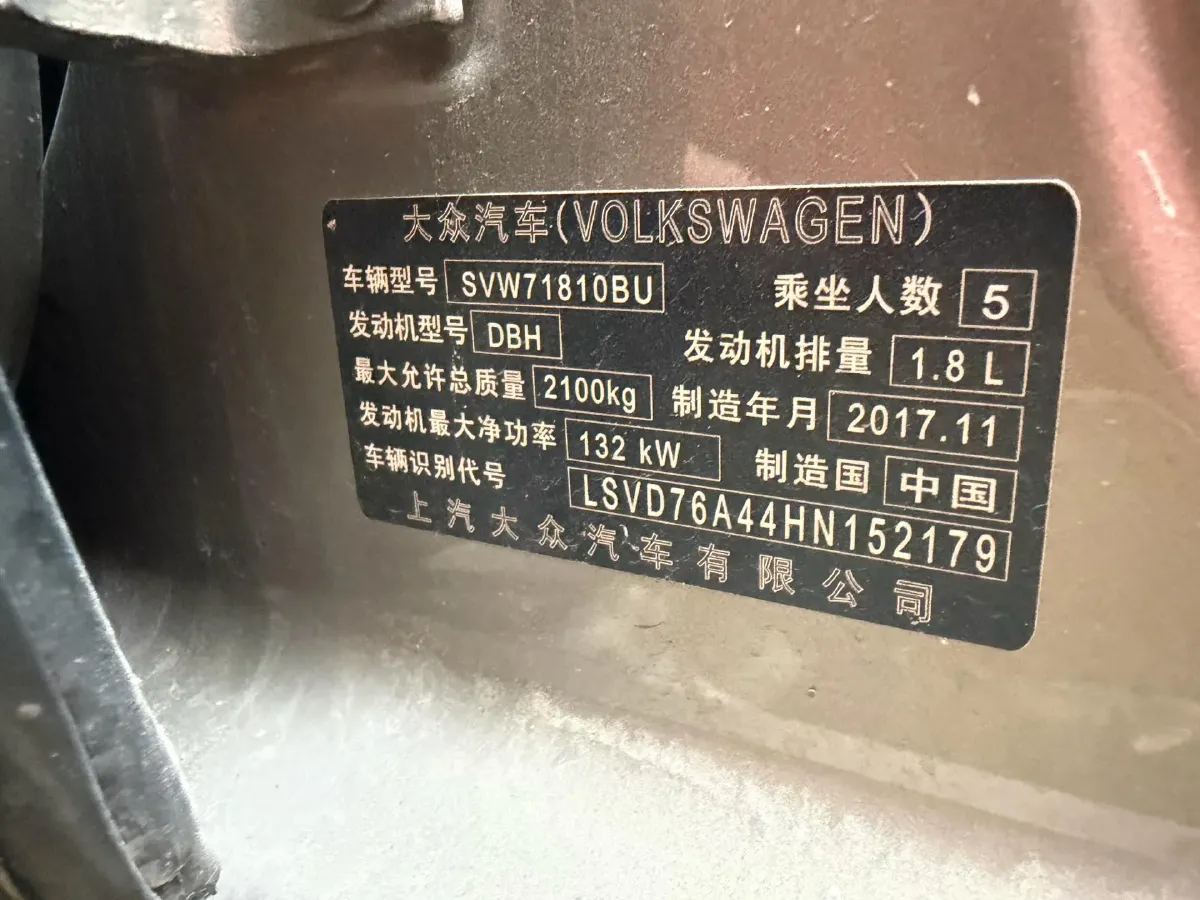 大众汽车(VOLKSWAGEN)
车辆型号 SVW71810BU 乘坐人数 5
发动机型号 DBH 发动机排量 1.8 L
最大允许总质量 2100kg 制造年月 2017.11
发动机最大净功率 132 kW 制造国 中国
车辆识别代号 LSVD76A44HN152179
上汽大众汽车有限公司